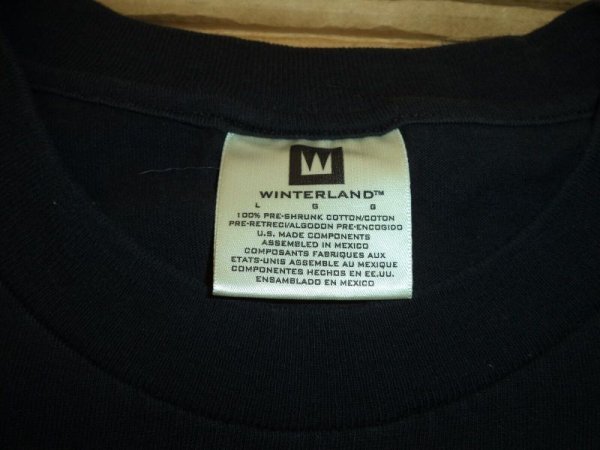 W
WINTERLAND™
L G G
100% PRE-SHRUNK COTTON/COTON
PRE-RETRECI/ALGODON PRE-ENCOGIDO
U.S. MADE COMPONENTS
ASSEMBLED IN MEXICO
COMPOSANTS FABRIQUES AUX
ETATS-UNIS ASSEMBLE AU MEXIQUE
COMPONENTES HECHOS EN EE.UU.
ENSAMBLADO EN MEXICO